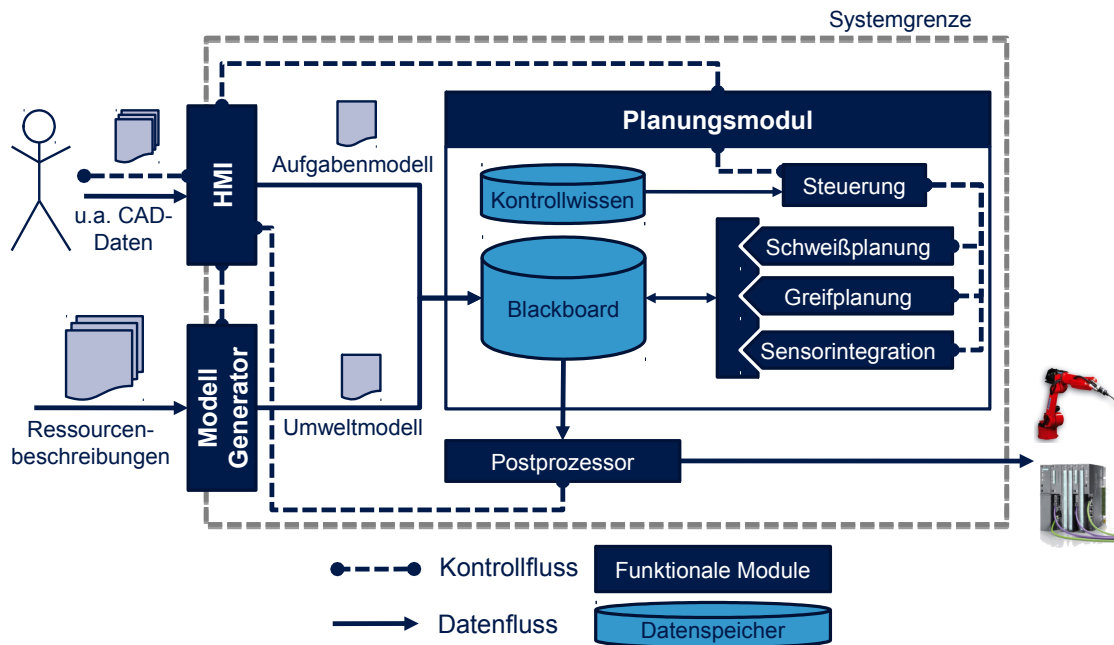 Systemgrenze
HMI
Aufgabenmodell
u.a. CAD-
Daten
Planungsmodul
Kontrollwissen
Steuerung
Schweißplanung
Blackboard
Greifplanung
Sensorintegration
Modell
Generator
Ressourcen-
beschreibungen
Umweltmodell
Postprozessor
Kontrollfluss
Funktionale Module
Datenfluss
Datenspeicher